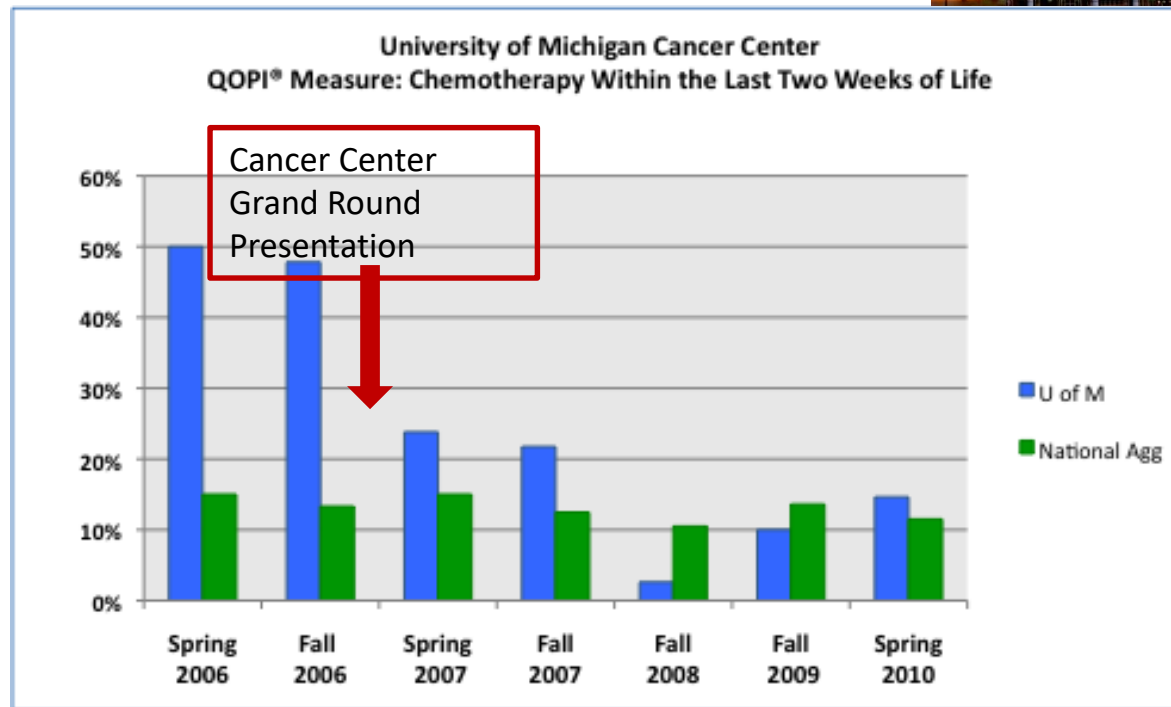 University of Michigan Cancer Center
QOPI® Measure: Chemotherapy Within the Last Two Weeks of Life
Cancer Center
Grand Round
Presentation
60%
50%
40%
30%
20%
10%
0%
Spring 2006
Fall 2006
Spring 2007
Fall 2007
Fall 2008
Fall 2009
Spring 2010
U of M
National Agg